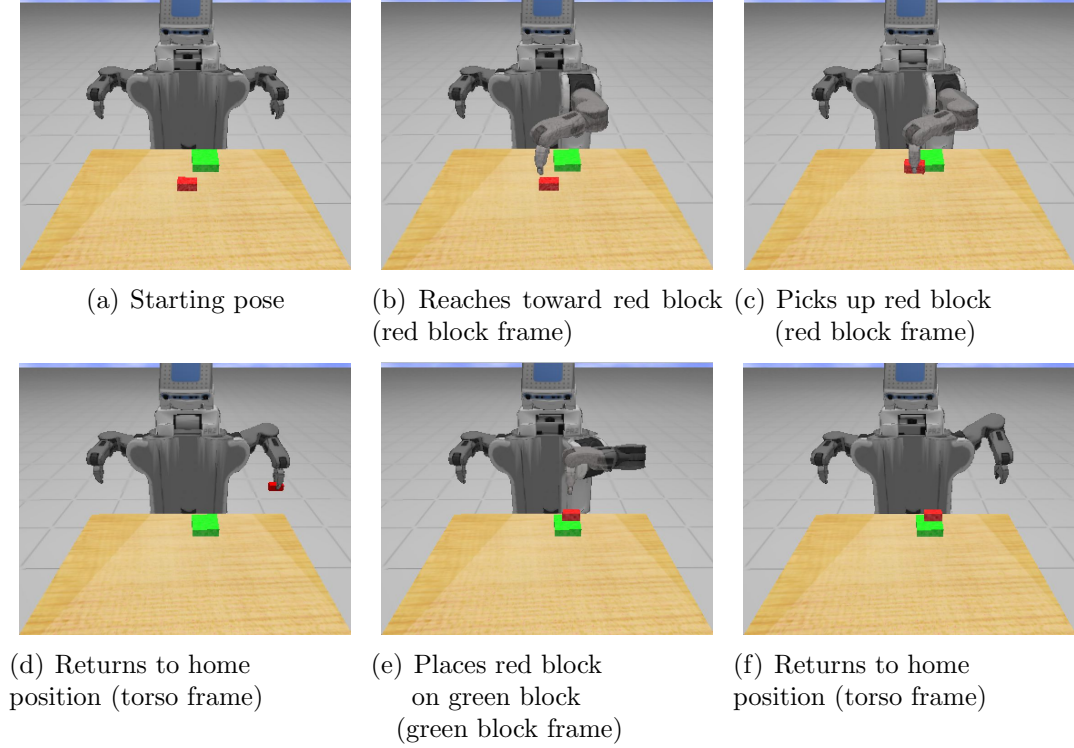 (a) Starting pose
(b) Reaches toward red block
(red block frame)
(c) Picks up red block
(red block frame)
(d) Returns to home
position (torso frame)
(e) Places red block
on green block
(green block frame)
(f) Returns to home
position (torso frame)